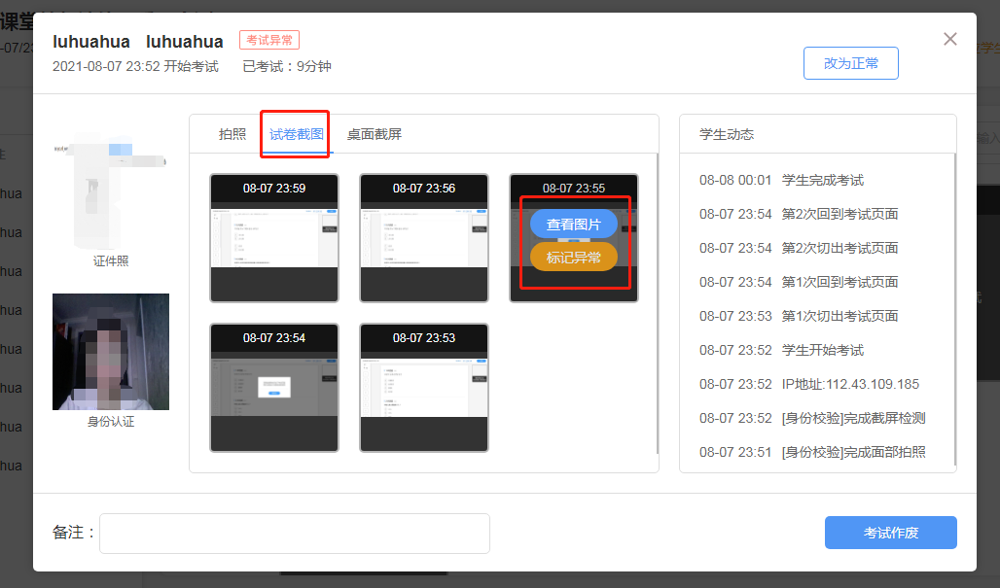 luhuahua luhuahua 考试异常
2021-08-07 23:52 开始考试 已考试：9分钟
改为正常
证件照
身份认证
拍照 试卷截图 桌面截屏
08-07 23:59 08-07 23:56 08-07 23:55
查看图片
标记异常
08-07 23:54 08-07 23:53
学生动态
08-08 00:01 学生完成考试
08-07 23:54 第2次回到考试页面
08-07 23:54 第2次切出考试页面
08-07 23:54 第1次回到考试页面
08-07 23:53 第1次切出考试页面
08-07 23:52 学生开始考试
08-07 23:52 IP地址:112.43.109.185
08-07 23:52 [身份校验]完成截屏检测
08-07 23:51 [身份校验]完成面部拍照
备注：
考试作废